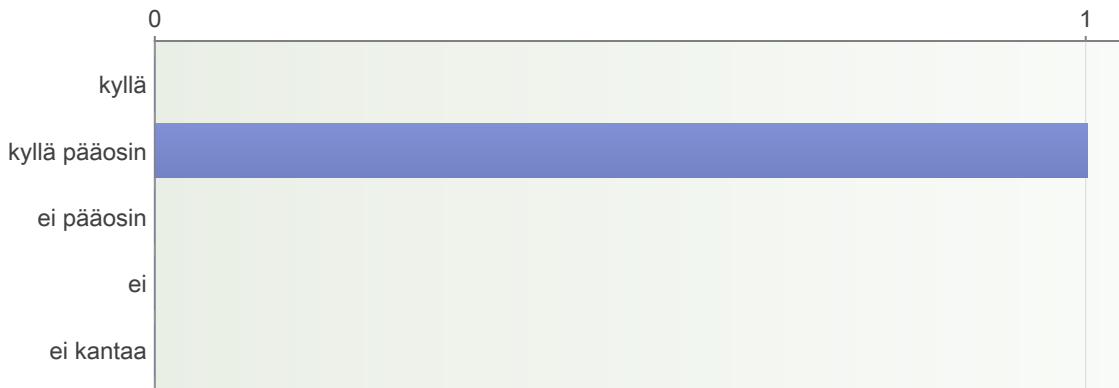 0 1
kyllä
kyllä pääosin
ei pääosin
ei
ei kantaa